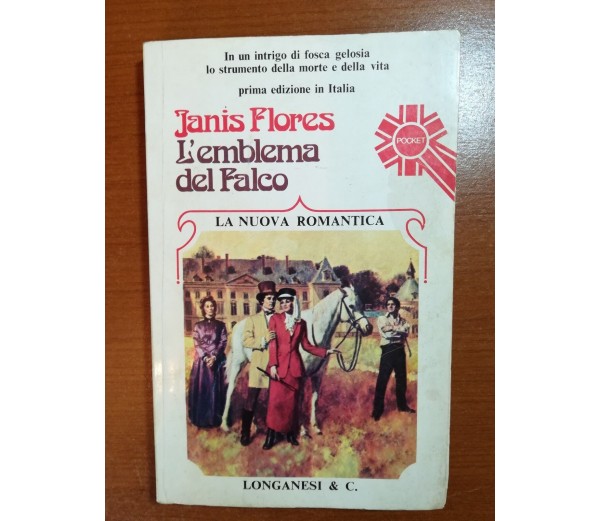 In un intrigo di fosca gelosia
lo strumento della morte e della vita
prima edizione in Italia
Janis Flores
L'emblema
del Falco
POCKET
LA NUOVA ROMANTICA
LONGANESI & C.